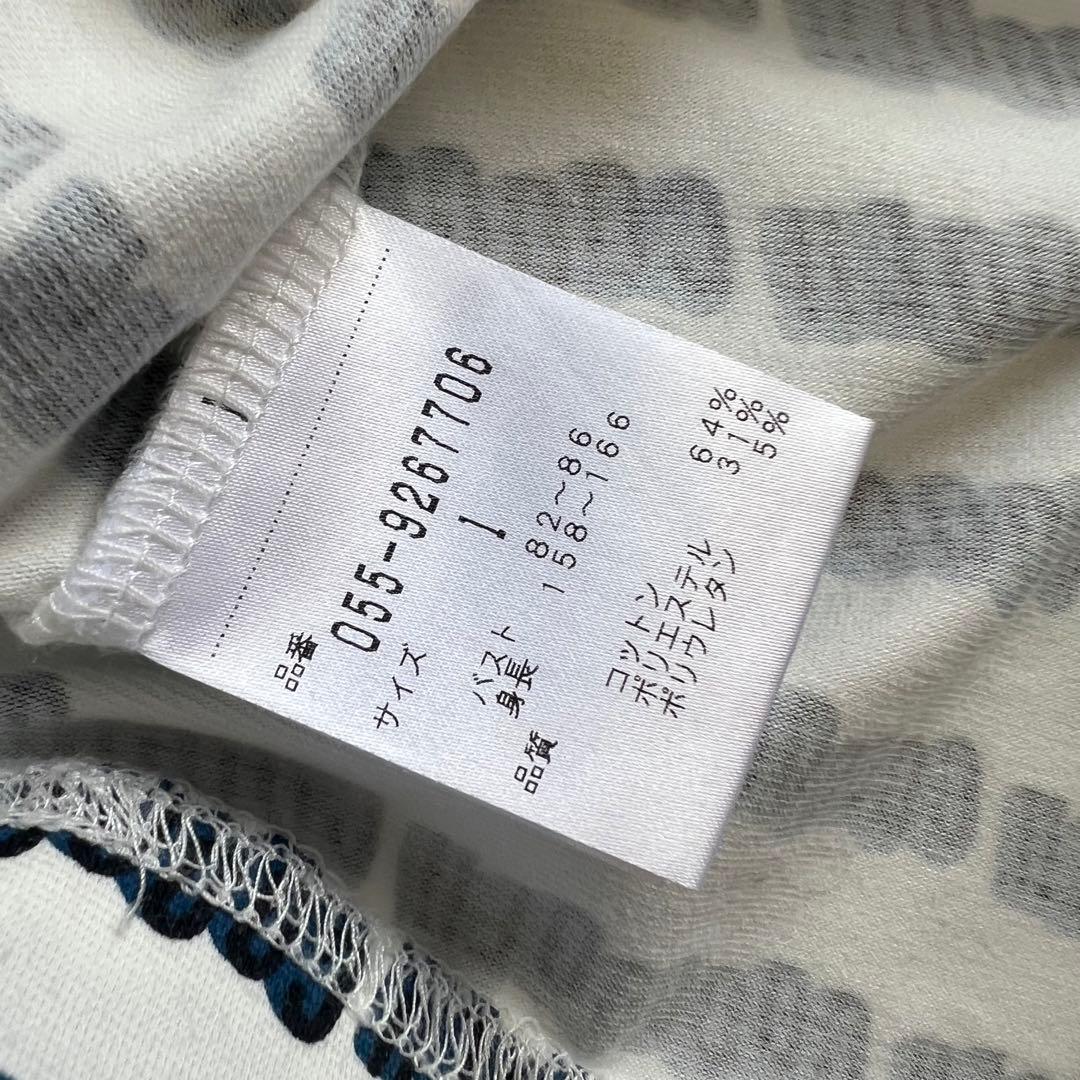 品番 055-9267706
サイズ 1
バスト 82～86
身長 158～166
品質
コットン 64%
ポリエステル 31%
ポリウレタン 5%